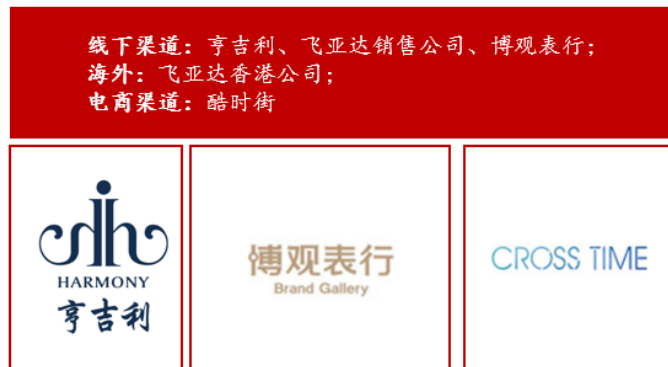 线下渠道：亨吉利、飞亚达销售公司、博观表行；
海外：飞亚达香港公司；
电商渠道：酷时街
HARMONY
亨吉利
博观表行
Brand Gallery
CROSS TIME